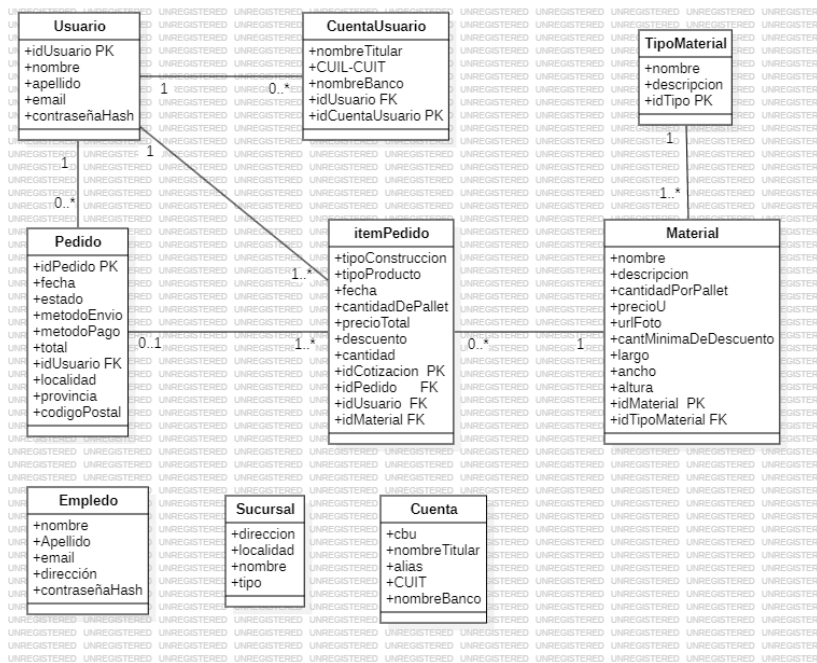 Usuario
+idUsuario PK
+nombre
+apellido
+email
+contraseñaHash
CuentaUsuario
+nombreTitular
+CUIL-CUIT
+nombreBanco
+idUsuario FK
+idCuentaUsuario PK
TipoMaterial
+nombre
+descripcion
+idTipo PK
1
0..*
1
0..*
1
1..*
1
1..*
Pedido
+idPedido PK
+fecha
+estado
+metodoEnvio
+metodoPago
+total
+idUsuario FK
+localidad
+provincia
+codigoPostal
0..1
1..*
itemPedido
+tipoConstruccion
+tipoProducto
+fecha
+cantidadDePallet
+precioTotal
+descuento
+cantidad
+idCotizacion PK
+idPedido FK
+idUsuario FK
+idMaterial FK
0..*
1
Material
+nombre
+descripcion
+cantidadPorPallet
+precioU
+urlFoto
+cantMinimaDeDescuento
+largo
+ancho
+altura
+idMaterial PK
+idTipoMaterial FK
Empledo
+nombre
+Apellido
+email
+dirección
+contraseñaHash
Sucursal
+direccion
+localidad
+nombre
+tipo
Cuenta
+cbu
+nombreTitular
+alias
+CUIT
+nombreBanco
UNREGISTERED